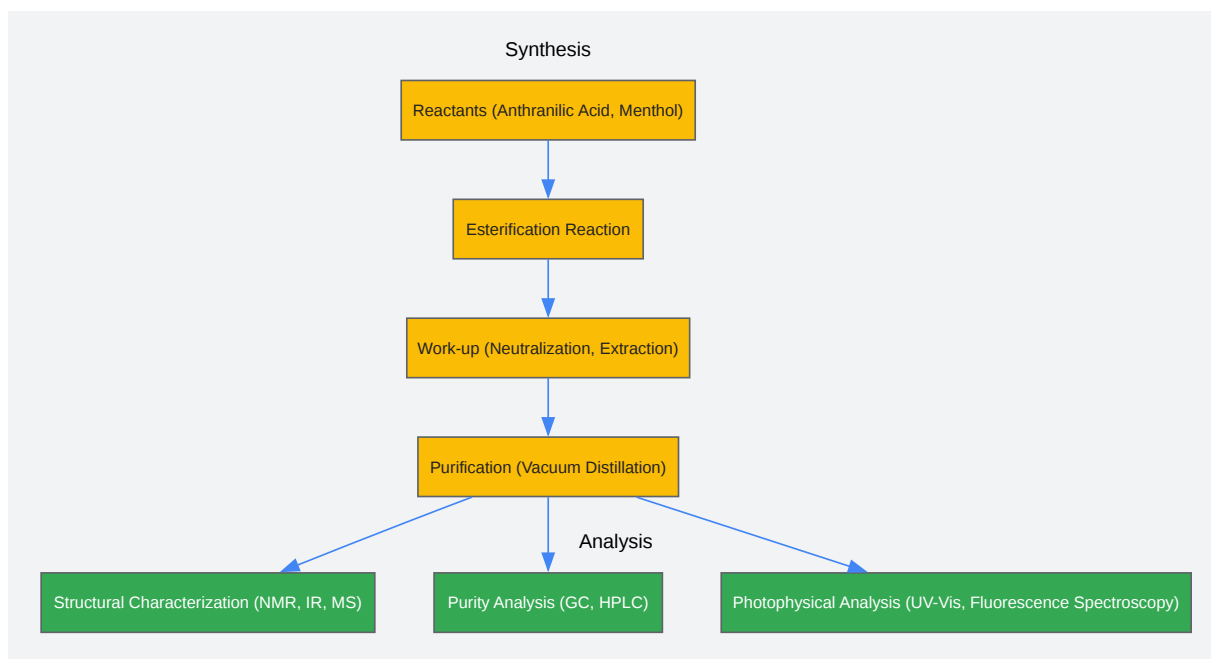 Synthesis
Reactants (Anthranilic Acid, Menthol)
Esterification Reaction
Work-up (Neutralization, Extraction)
Purification (Vacuum Distillation)
Analysis
Structural Characterization (NMR, IR, MS)
Purity Analysis (GC, HPLC)
Photophysical Analysis (UV-Vis, Fluorescence Spectroscopy)